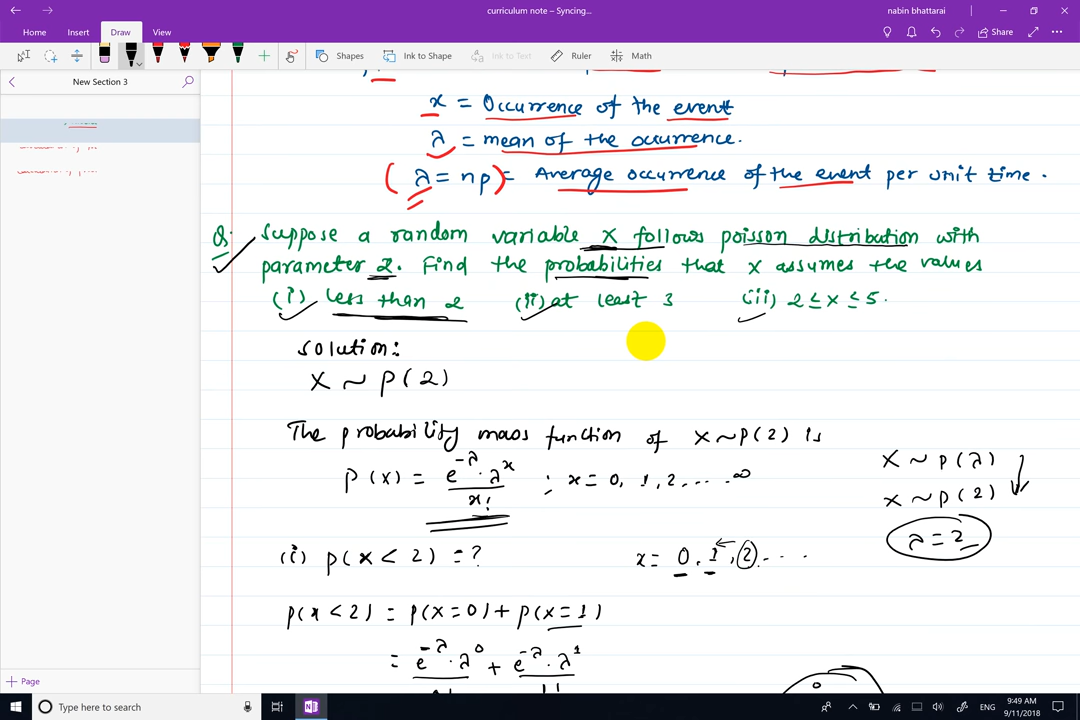 curriculum note – Syncing...
nabin bhattarai
Home Insert Draw View
Share
Shapes Ink to Shape Ink to Text Ruler Math
New Section 3
x = Occurrence of the event
λ = mean of the occurrence.
( λ = np ) = Average occurrence of the event per unit time.
Q: Suppose a random variable X follows poisson distribution with
parameter 2. Find the probabilities that X assumes the values
(i) less than 2 (ii) at least 3 (iii) 2 ≤ x ≤ 5.
Solution:
X ~ P(2)
The probability mass function of X ~ P(2) is
P(x) = e^-λ · λ^x / x! ; x = 0, 1, 2, .... ∞
X ~ P(λ)
X ~ P(2)
λ = 2
(i) P(X < 2) = ?
x = 0, 1, 2, ...
P(X < 2) = P(X = 0) + P(X = 1)
= e^-λ · λ^0 + e^-λ · λ^1
Page
Type here to search
ENG
9:49 AM
9/11/2018